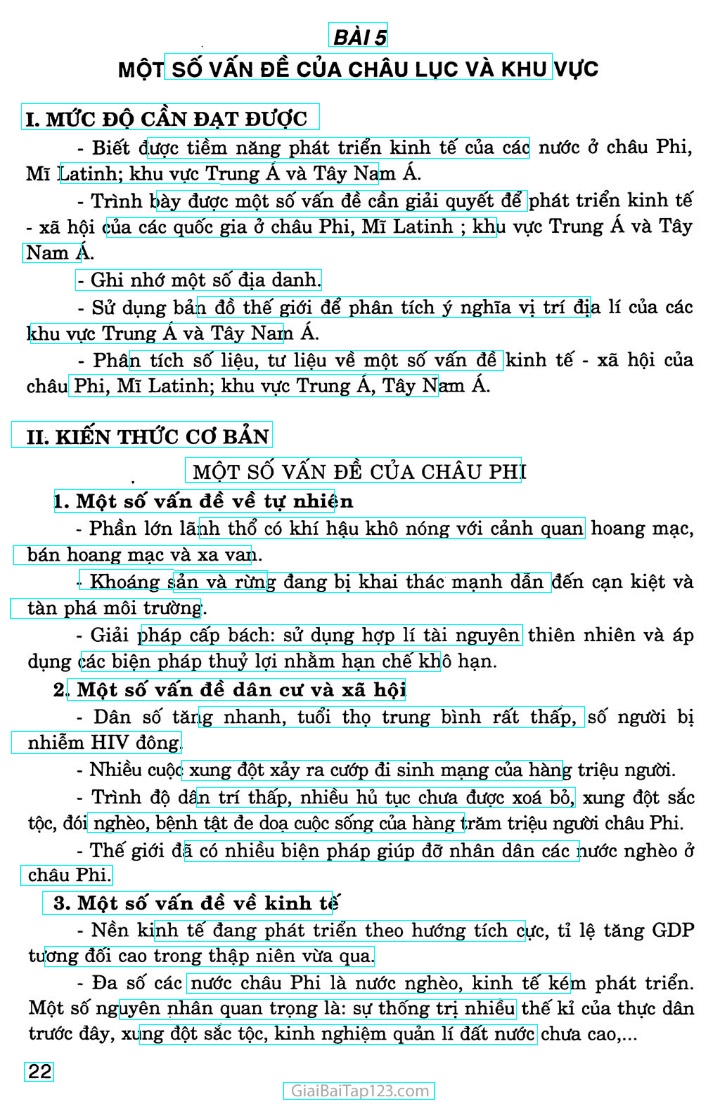 BÀI 5
MỘT SỐ VẤN ĐỀ CỦA CHÂU LỤC VÀ KHU VỰC
I. MỨC ĐỘ CẦN ĐẠT ĐƯỢC
- Biết được tiềm năng phát triển kinh tế của các nước ở châu Phi,
Mĩ Latinh; khu vực Trung Á và Tây Nam Á.
- Trình bày được một số vấn đề cần giải quyết để phát triển kinh tế
- xã hội của các quốc gia ở châu Phi, Mĩ Latinh ; khu vực Trung Á và Tây
Nam Á.
- Ghi nhớ một số địa danh.
- Sử dụng bản đồ thế giới để phân tích ý nghĩa vị trí địa lí của các
khu vực Trung Á và Tây Nam Á.
- Phân tích số liệu, tư liệu về một số vấn đề kinh tế - xã hội của
châu Phi, Mĩ Latinh; khu vực Trung Á, Tây Nam Á.
II. KIẾN THỨC CƠ BẢN
MỘT SỐ VẤN ĐỀ CỦA CHÂU PHI
1. Một số vấn đề về tự nhiên
- Phần lớn lãnh thổ có khí hậu khô nóng với cảnh quan hoang mạc,
bán hoang mạc và xa van.
- Khoáng sản và rừng đang bị khai thác mạnh dẫn đến cạn kiệt và
tàn phá môi trường.
- Giải pháp cấp bách: sử dụng hợp lí tài nguyên thiên nhiên và áp
dụng các biện pháp thuỷ lợi nhằm hạn chế khô hạn.
2. Một số vấn đề dân cư và xã hội
- Dân số tăng nhanh, tuổi thọ trung bình rất thấp, số người bị
nhiễm HIV đông.
- Nhiều cuộc xung đột xảy ra cướp đi sinh mạng của hàng triệu người.
- Trình độ dân trí thấp, nhiều hủ tục chưa được xoá bỏ, xung đột sắc
tộc, đói nghèo, bệnh tật đe doạ cuộc sống của hàng trăm triệu người châu Phi.
- Thế giới đã có nhiều biện pháp giúp đỡ nhân dân các nước nghèo ở
châu Phi.
3. Một số vấn đề về kinh tế
- Nền kinh tế đang phát triển theo hướng tích cực, tỉ lệ tăng GDP
tương đối cao trong thập niên vừa qua.
- Đa số các nước châu Phi là nước nghèo, kinh tế kém phát triển.
Một số nguyên nhân quan trọng là: sự thống trị nhiều thế kỉ của thực dân
trước đây, xung đột sắc tộc, kinh nghiệm quản lí đất nước chưa cao,...
22
GiaiBaiTap123.com